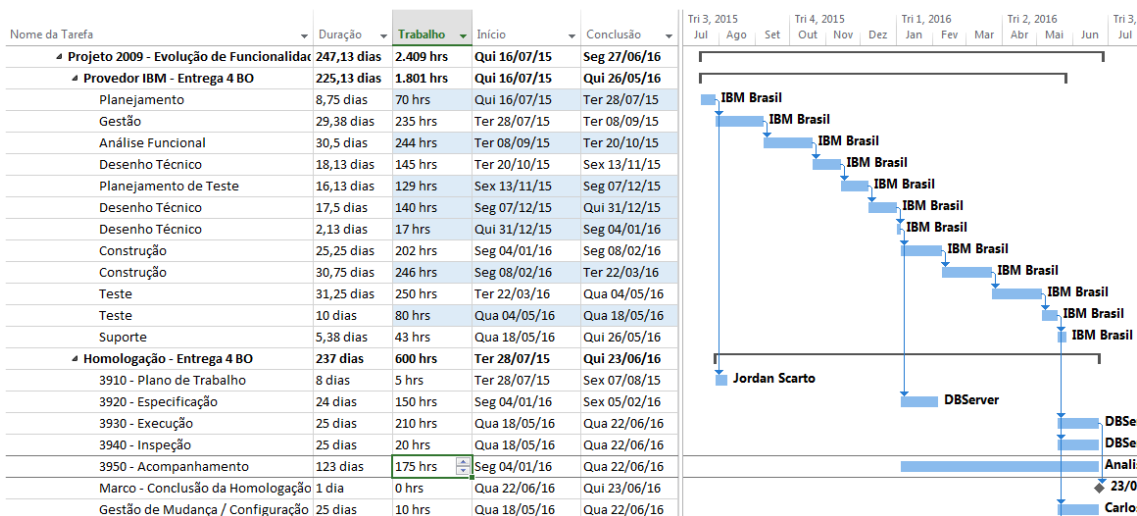 Tri 3, 2015 Tri 4, 2015 Tri 1, 2016 Tri 2, 2016 Tri 3,
Nome da Tarefa Duração Trabalho Início Conclusão Jul Ago Set Out Nov Dez Jan Fev Mar Abr Mai Jun Jul
Projeto 2009 - Evolução de Funcionalidad 247,13 dias 2.409 hrs Qui 16/07/15 Seg 27/06/16
Provedor IBM - Entrega 4 BO 225,13 dias 1.801 hrs Qui 16/07/15 Qui 26/05/16
Planejamento 8,75 dias 70 hrs Qui 16/07/15 Ter 28/07/15 IBM Brasil
Gestão 29,38 dias 235 hrs Ter 28/07/15 Ter 08/09/15 IBM Brasil
Análise Funcional 30,5 dias 244 hrs Ter 08/09/15 Ter 20/10/15 IBM Brasil
Desenho Técnico 18,13 dias 145 hrs Ter 20/10/15 Sex 13/11/15 IBM Brasil
Planejamento de Teste 16,13 dias 129 hrs Sex 13/11/15 Seg 07/12/15 IBM Brasil
Desenho Técnico 17,5 dias 140 hrs Seg 07/12/15 Qui 31/12/15 IBM Brasil
Desenho Técnico 2,13 dias 17 hrs Qui 31/12/15 Seg 04/01/16 IBM Brasil
Construção 25,25 dias 202 hrs Seg 04/01/16 Seg 08/02/16 IBM Brasil
Construção 30,75 dias 246 hrs Seg 08/02/16 Ter 22/03/16 IBM Brasil
Teste 31,25 dias 250 hrs Ter 22/03/16 Qua 04/05/16 IBM Brasil
Teste 10 dias 80 hrs Qua 04/05/16 Qua 18/05/16 IBM Brasil
Suporte 5,38 dias 43 hrs Qua 18/05/16 Qui 26/05/16 IBM Brasil
Homologação - Entrega 4 BO 237 dias 600 hrs Ter 28/07/15 Qui 23/06/16
3910 - Plano de Trabalho 8 dias 5 hrs Ter 28/07/15 Sex 07/08/15 Jordan Scarto
3920 - Especificação 24 dias 150 hrs Seg 04/01/16 Sex 05/02/16 DBServer
3930 - Execução 25 dias 210 hrs Qua 18/05/16 Qua 22/06/16 DBSe
3940 - Inspeção 25 dias 20 hrs Qua 18/05/16 Qua 22/06/16 DBSe
3950 - Acompanhamento 123 dias 175 hrs Seg 04/01/16 Qua 22/06/16 Analis
Marco - Conclusão da Homologação 1 dia 0 hrs Qua 22/06/16 Qui 23/06/16 23/0
Gestão de Mudança / Configuração 25 dias 10 hrs Qua 18/05/16 Qua 22/06/16 Carlos